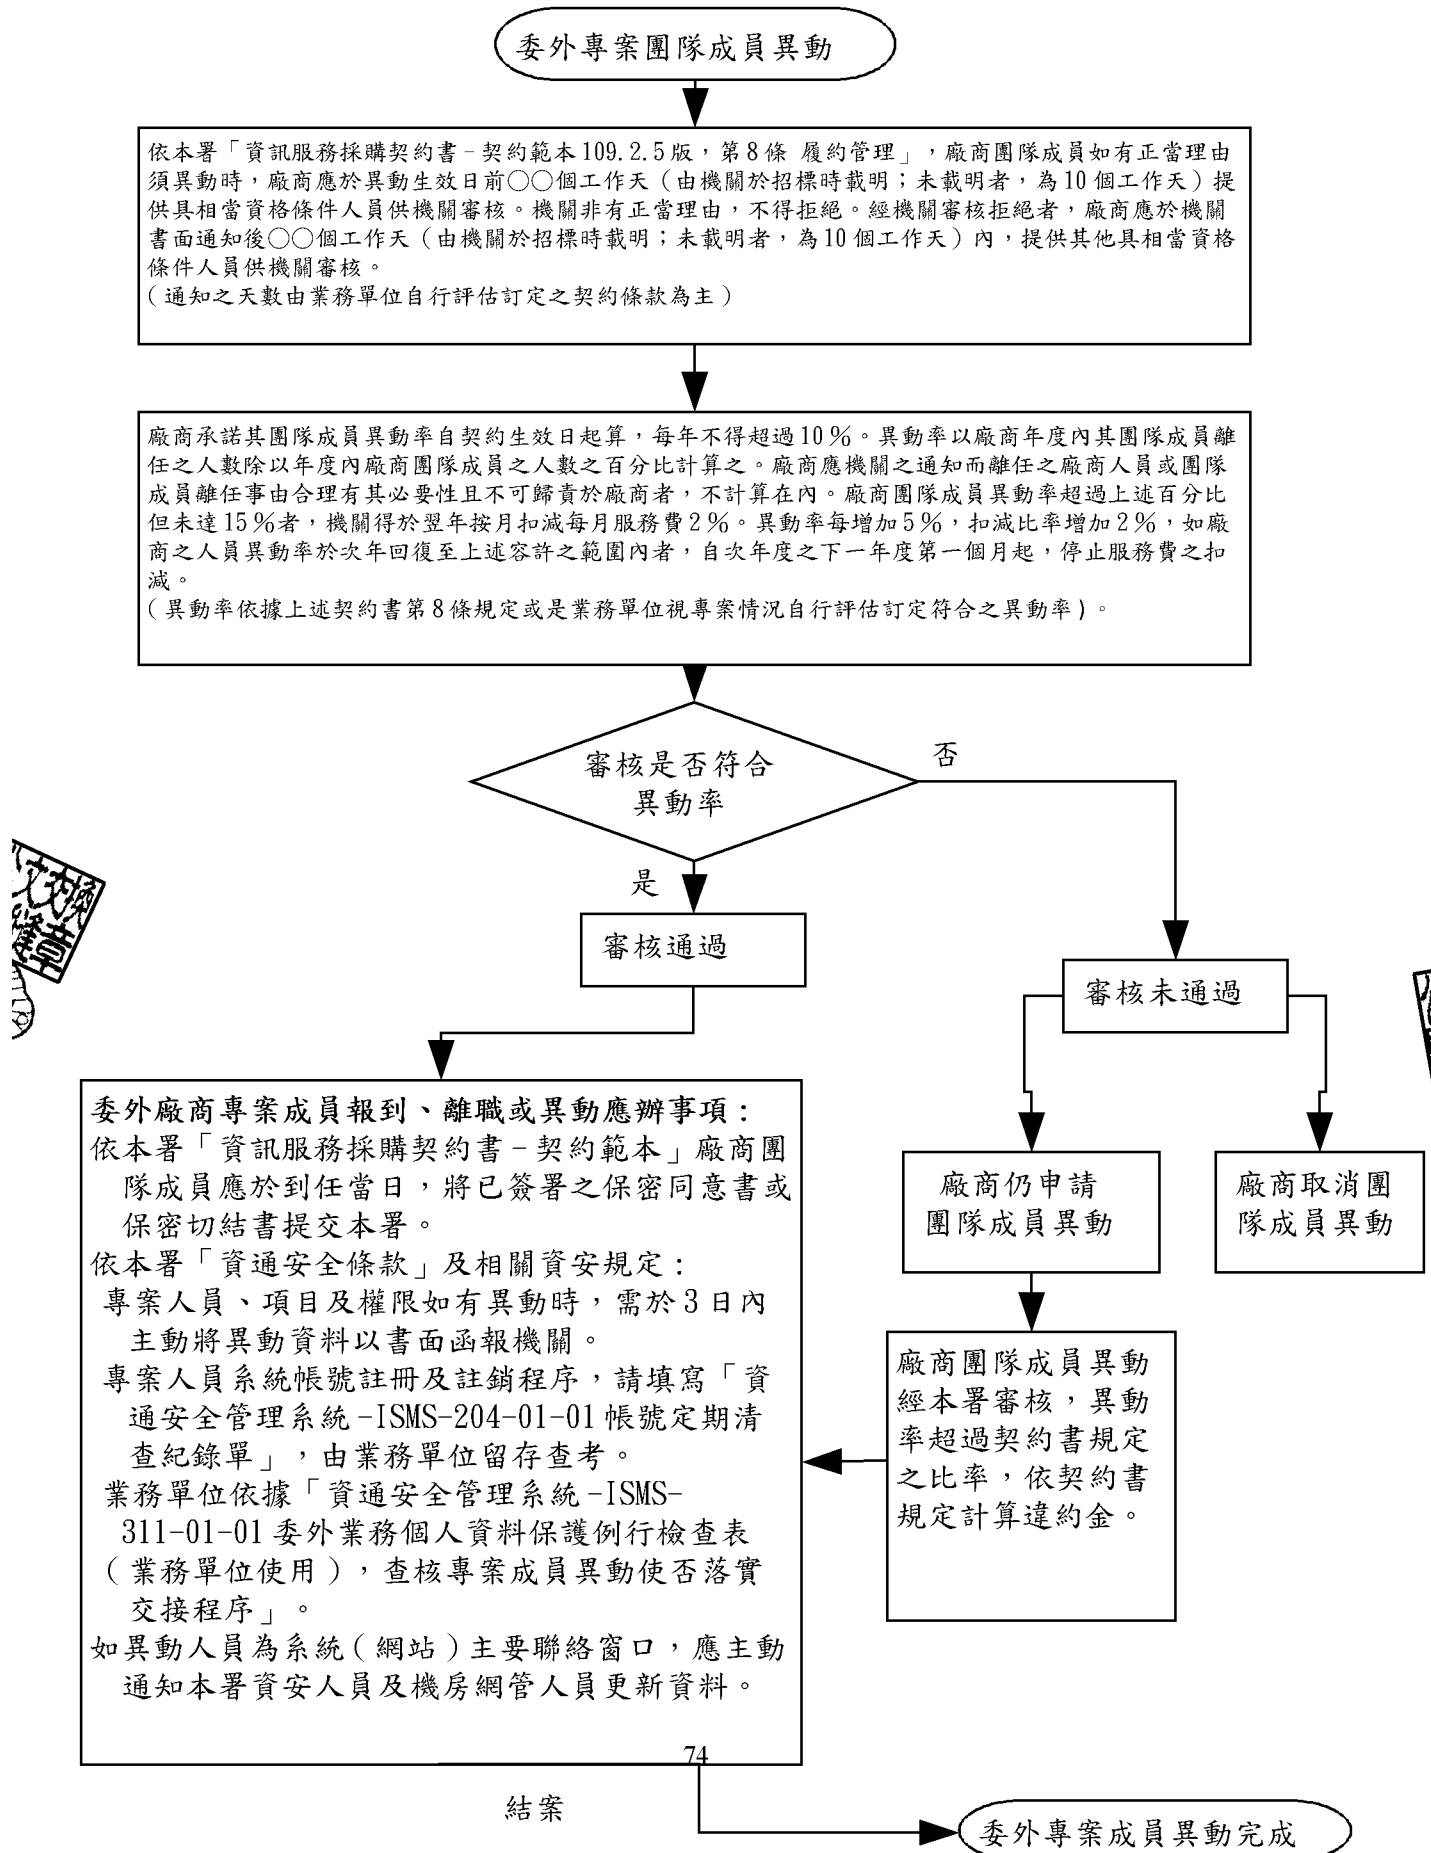 委外專案團隊成員異動
依本署「資訊服務採購契約書－契約範本109.2.5版，第8條 履約管理」，廠商團隊成員如有正當理由
須異動時，廠商應於異動生效日前○○個工作天（由機關於招標時載明；未載明者，為10個工作天）提
供具相當資格條件人員供機關審核。機關非有正當理由，不得拒絕。經機關審核拒絕者，廠商應於機關
書面通知後○○個工作天（由機關於招標時載明；未載明者，為10個工作天）內，提供其他具相當資格
條件人員供機關審核。
（通知之天數由業務單位自行評估訂定之契約條款為主）
廠商承諾其團隊成員異動率自契約生效日起算，每年不得超過10％。異動率以廠商年度內其團隊成員離
任之人數除以年度內廠商團隊成員之人數之百分比計算之。廠商應機關之通知而離任之廠商人員或團隊
成員離任事由合理有其必要性且不可歸責於廠商者，不計算在內。廠商團隊成員異動率超過上述百分比
但未達15％者，機關得於翌年按月扣減每月服務費2％。異動率每增加5％，扣減比率增加2％，如廠
商之人員異動率於次年回復至上述容許之範圍內者，自次年度之下一年度第一個月起，停止服務費之扣
減。
（異動率依據上述契約書第8條規定或是業務單位視專案情況自行評估訂定符合之異動率）。
審核是否符合
異動率
否
是
審核通過
審核未通過
委外廠商專案成員報到、離職或異動應辦事項：
依本署「資訊服務採購契約書－契約範本」廠商團
隊成員應於到任當日，將已簽署之保密同意書或
保密切結書提交本署。
依本署「資通安全條款」及相關資安規定：
專案人員、項目及權限如有異動時，需於3日內
主動將異動資料以書面函報機關。
專案人員系統帳號註冊及註銷程序，請填寫「資
通安全管理系統-ISMS-204-01-01帳號定期清
查紀錄單」，由業務單位留存查考。
業務單位依據「資通安全管理系統-ISMS-
311-01-01委外業務個人資料保護例行檢查表
（業務單位使用），查核專案成員異動使否落實
交接程序」。
如異動人員為系統（網站）主要聯絡窗口，應主動
通知本署資安人員及機房網管人員更新資料。
廠商仍申請
團隊成員異動
廠商取消團
隊成員異動
廠商團隊成員異動
經本署審核，異動
率超過契約書規定
之比率，依契約書
規定計算違約金。
74
結案
委外專案成員異動完成
文交換
章